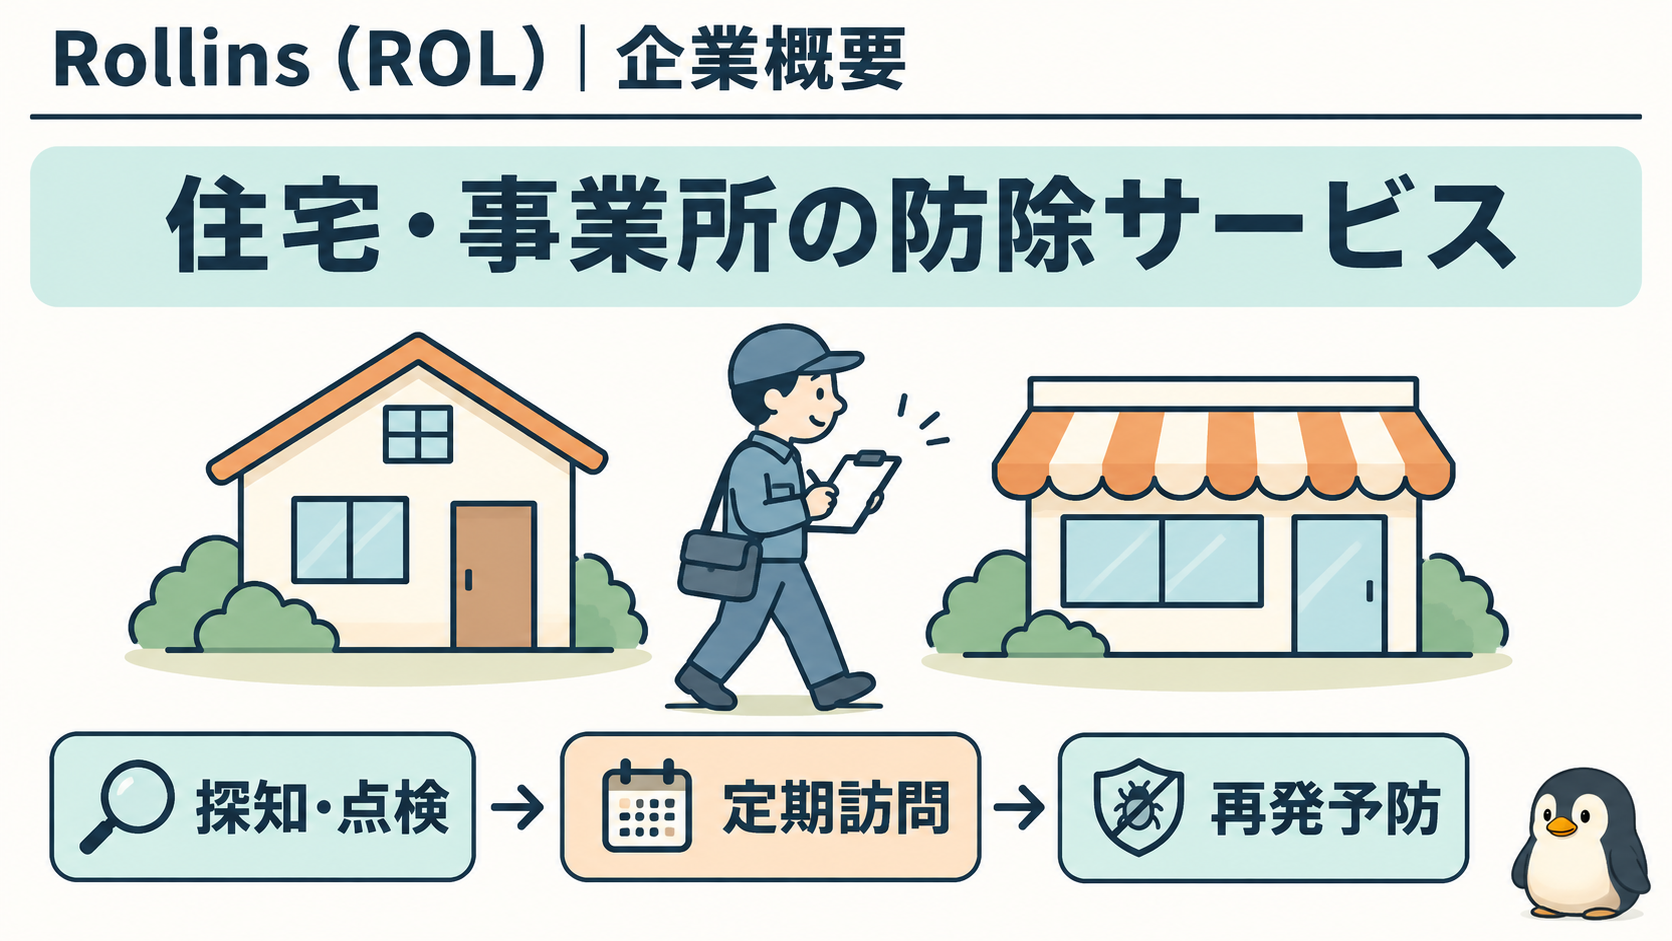 Rollins（ROL）｜企業概要
住宅・事業所の防除サービス
探知・点検 → 定期訪問 → 再発予防